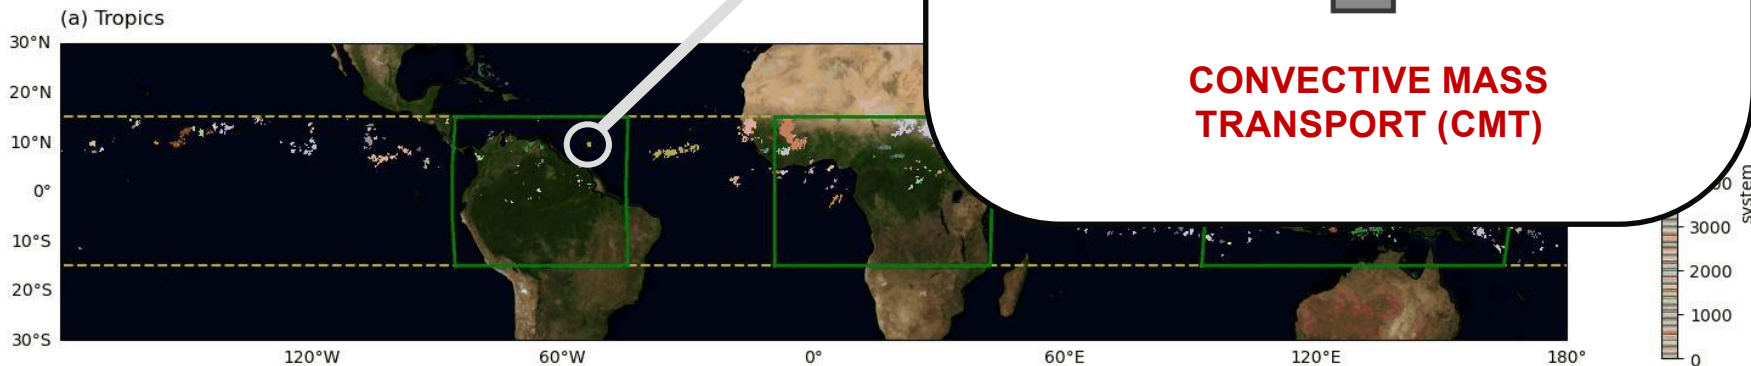 (a) Tropics
30°N
20°N
10°N
0°
10°S
20°S
30°S
120°W
60°W
0°
60°E
120°E
180°
CONVECTIVE MASS
TRANSPORT (CMT)
system
3000
2000
1000
0